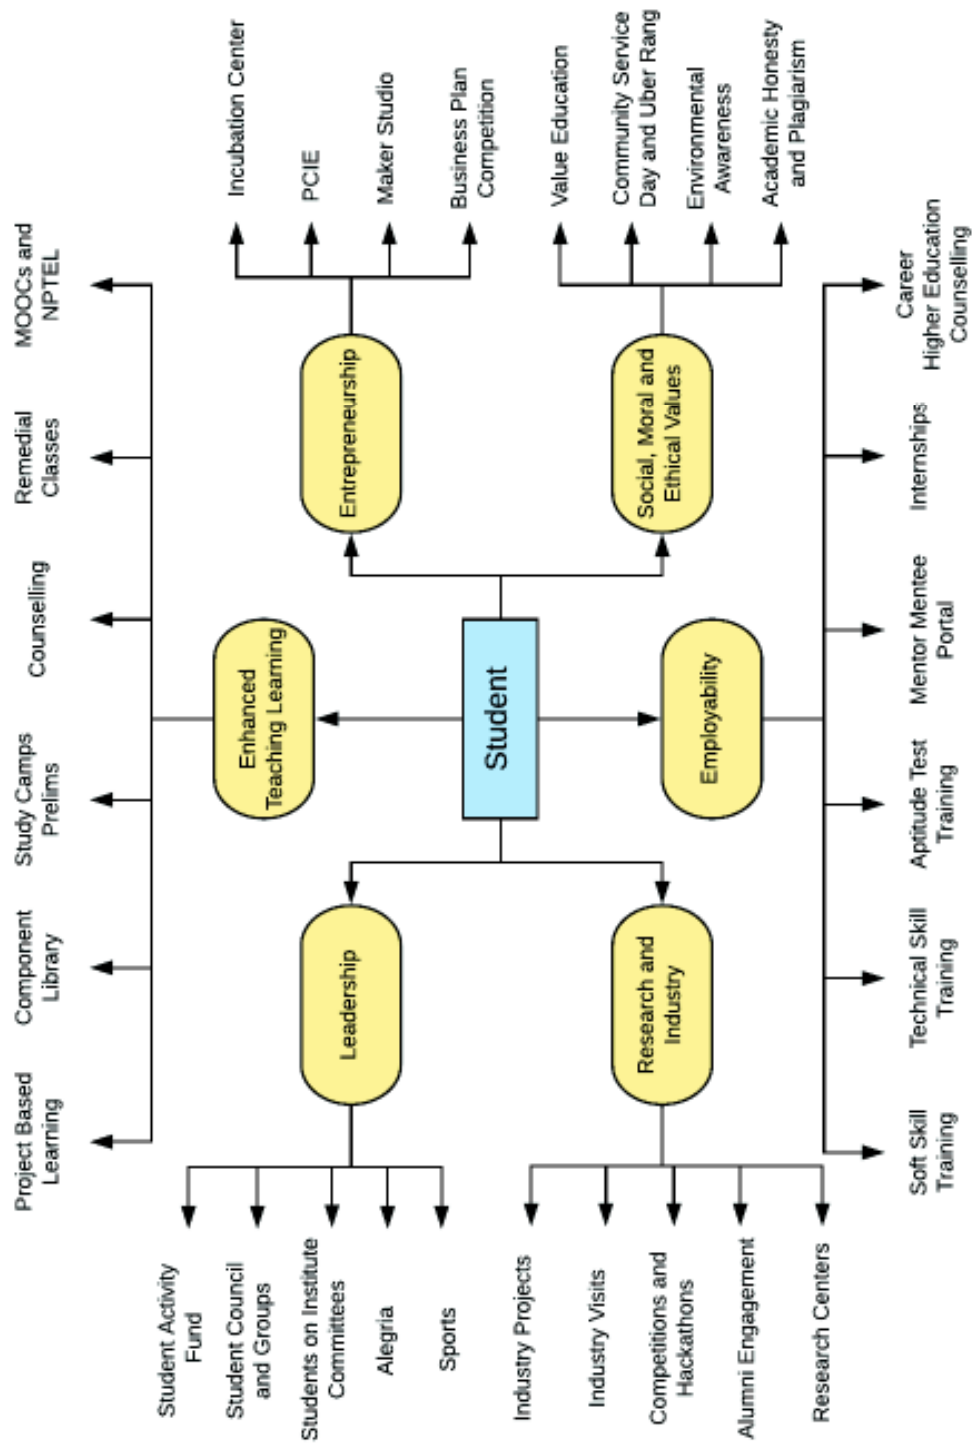 Project Based
Learning
Component
Library
Study Camps
Prelims
Counselling
Remedial
Classes
MOOCs and
NPTEL
Enhanced
Teaching Learning
Student Activity
Fund
Student Council
and Groups
Students on Institute
Committees
Alegria
Sports
Leadership
Entrepreneurship
Incubation Center
PCIE
Maker Studio
Business Plan
Competition
Student
Industry Projects
Industry Visits
Competitions and
Hackathons
Alumni Engagement
Research Centers
Research and
Industry
Social, Moral and
Ethical Values
Value Education
Community Service
Day and Uber Rang
Environmental
Awareness
Academic Honesty
and Plagiarism
Employability
Soft Skill
Training
Technical Skill
Training
Aptitude Test
Training
Mentor Mentee
Portal
Internships
Career
Higher Education
Counselling